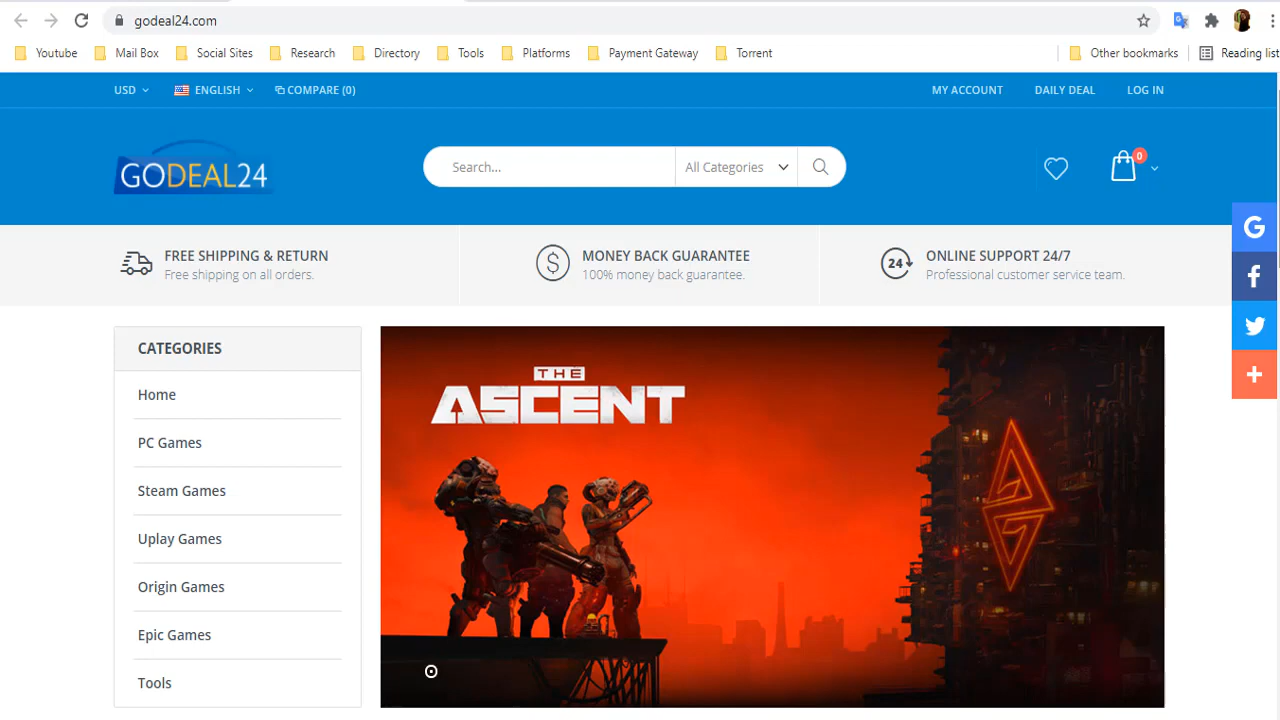 godeal24.com
Youtube Mail Box Social Sites Research Directory Tools Platforms Payment Gateway Torrent Other bookmarks Reading list
USD ENGLISH COMPARE (0) MY ACCOUNT DAILY DEAL LOG IN
GODEAL24 Search... All Categories 0
FREE SHIPPING & RETURN
Free shipping on all orders.
MONEY BACK GUARANTEE
100% money back guarantee.
24
ONLINE SUPPORT 24/7
Professional customer service team.
CATEGORIES
Home
PC Games
Steam Games
Uplay Games
Origin Games
Epic Games
Tools
THE
ASCENT